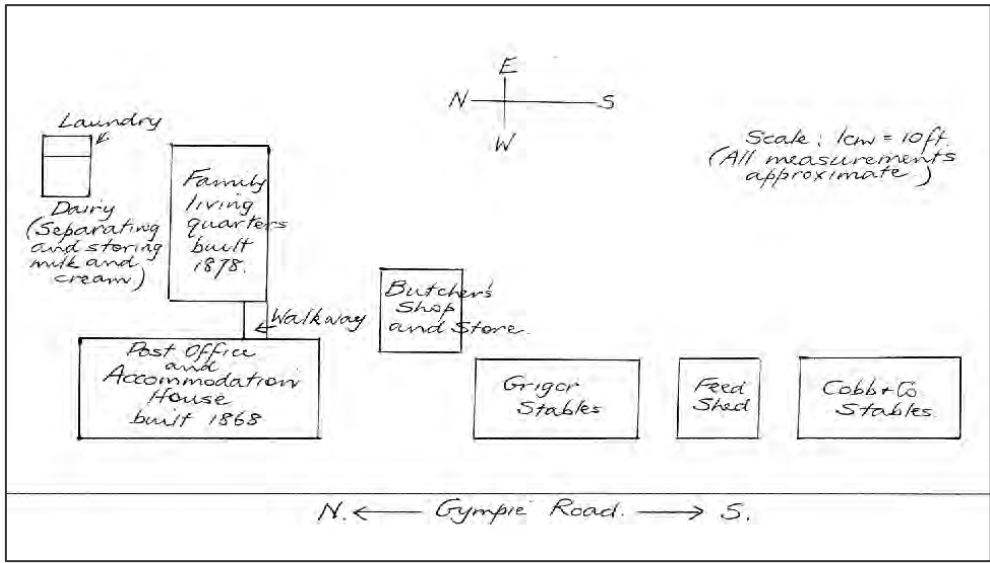 E
N S
W
Scale: 1cm = 10ft.
(All measurements
approximate)
Laundry
Dairy
(Separating
and storing
milk and
cream)
Family
living
quarters
built
1878.
Walkway
Butcher's
Shop
and Store.
Post Office
and
Accommodation
House
built 1868
Grigor
Stables
Feed
Shed
Cobb + Co
Stables.
N. ← Gympie Road. → S.